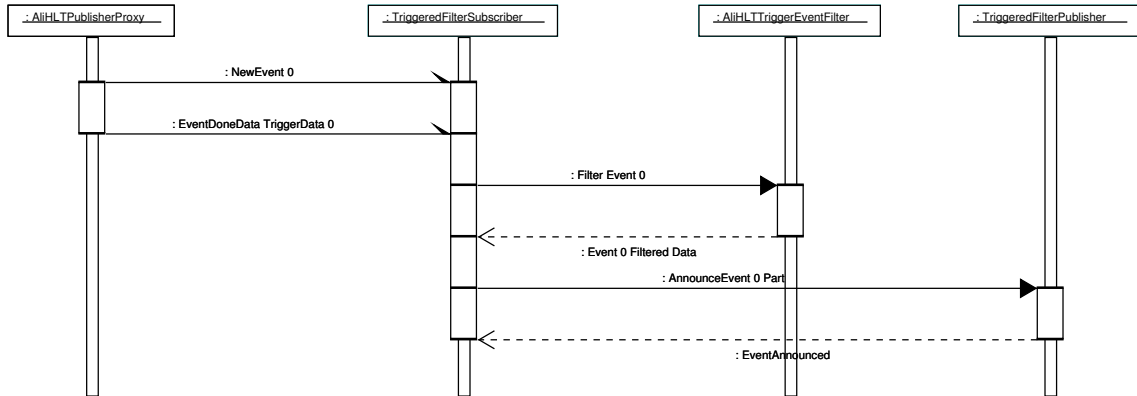 : AliHLTPublisherProxy
: TriggeredFilterSubscriber
: AliHLTTriggerEventFilter
: TriggeredFilterPublisher
: NewEvent 0
: EventDoneData TriggerData 0
: Filter Event 0
: Event 0 Filtered Data
: AnnounceEvent 0 Part
: EventAnnounced